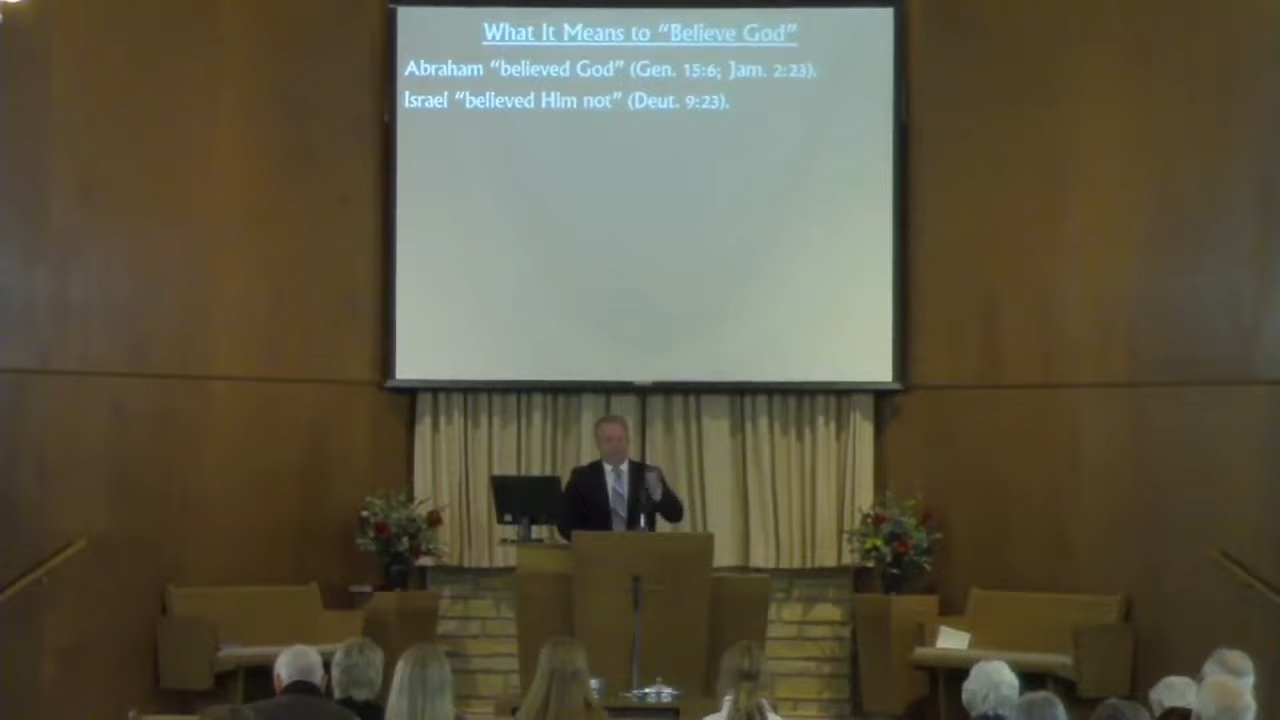 What It Means to “Believe God”
Abraham “believed God” (Gen. 15:6; Jam. 2:23).
Israel “believed Him not” (Deut. 9:23).